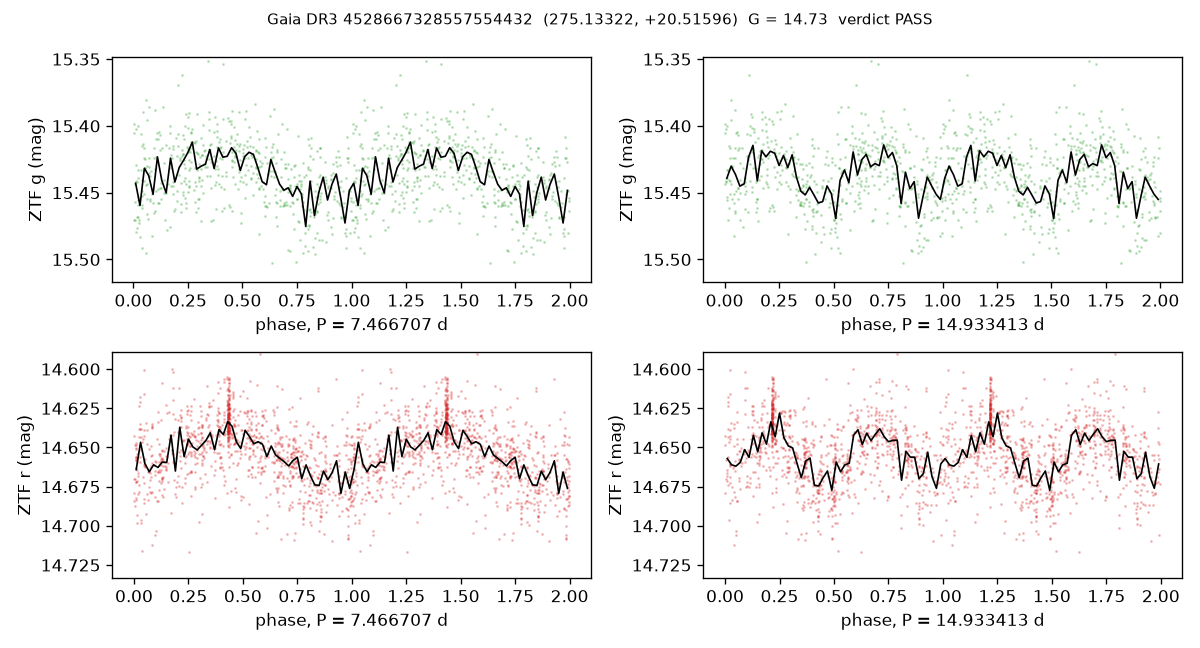 Gaia DR3 4528667328557554432 (275.13322, +20.51596) G = 14.73 verdict PASS
ZTF g (mag)
15.35
15.40
15.45
15.50
0.00 0.25 0.50 0.75 1.00 1.25 1.50 1.75 2.00
phase, P = 7.466707 d
ZTF g (mag)
15.35
15.40
15.45
15.50
0.00 0.25 0.50 0.75 1.00 1.25 1.50 1.75 2.00
phase, P = 14.933413 d
ZTF r (mag)
14.600
14.625
14.650
14.675
14.700
14.725
0.00 0.25 0.50 0.75 1.00 1.25 1.50 1.75 2.00
phase, P = 7.466707 d
ZTF r (mag)
14.600
14.625
14.650
14.675
14.700
14.725
0.00 0.25 0.50 0.75 1.00 1.25 1.50 1.75 2.00
phase, P = 14.933413 d